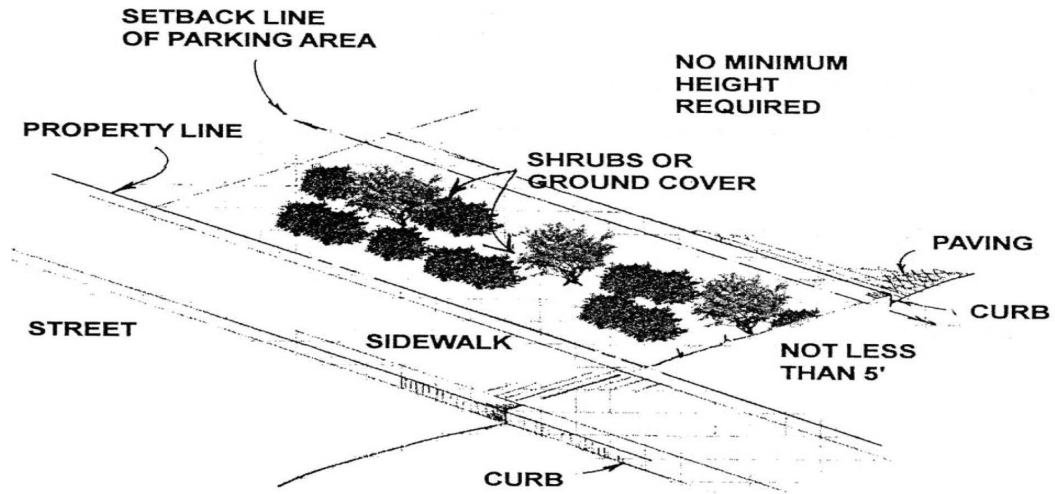 SETBACK LINE
OF PARKING AREA
NO MINIMUM
HEIGHT
REQUIRED
PROPERTY LINE
SHRUBS OR
GROUND COVER
PAVING
CURB
STREET
SIDEWALK
NOT LESS
THAN 5'
CURB